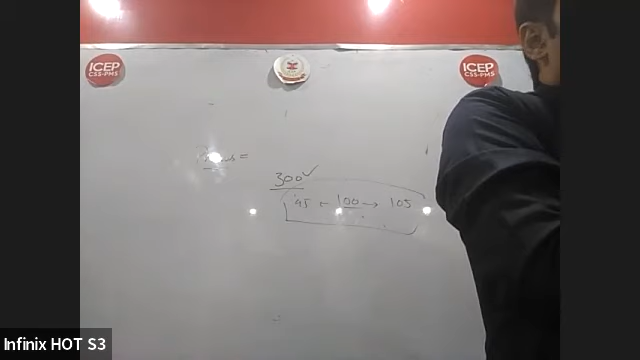 ICEP
CSS-PMS
ICEP
CSS-PMS
300✓
95 ← 100 → 105
Infinix HOT S3